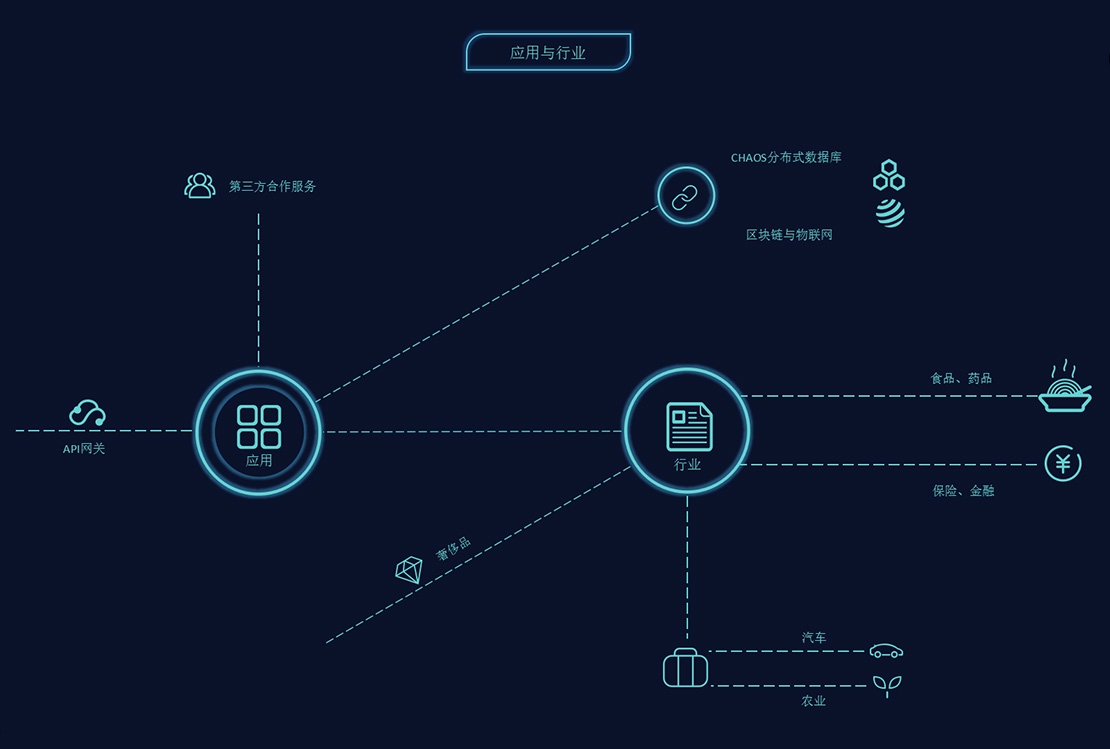 应用与行业
CHAOS分布式数据库
第三方合作服务
区块链与物联网
食品、药品
API网关
应用
行业
保险、金融
奢侈品
汽车
农业